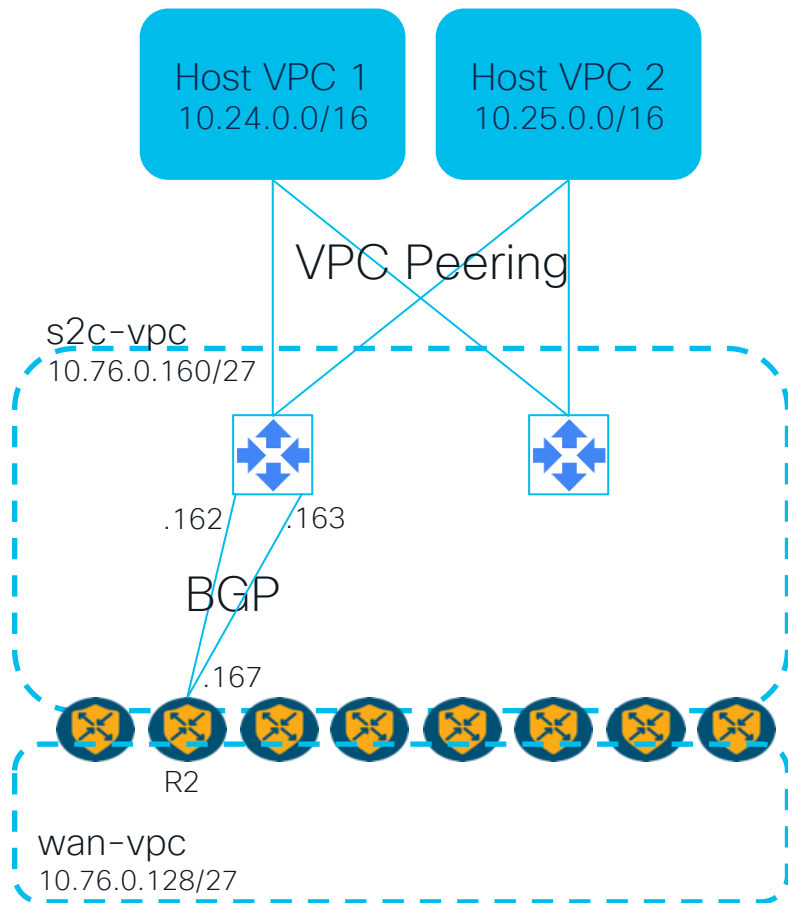 Host VPC 1
10.24.0.0/16
Host VPC 2
10.25.0.0/16
VPC Peering
s2c-vpc
10.76.0.160/27
.162
.163
BGP
.167
R2
wan-vpc
10.76.0.128/27